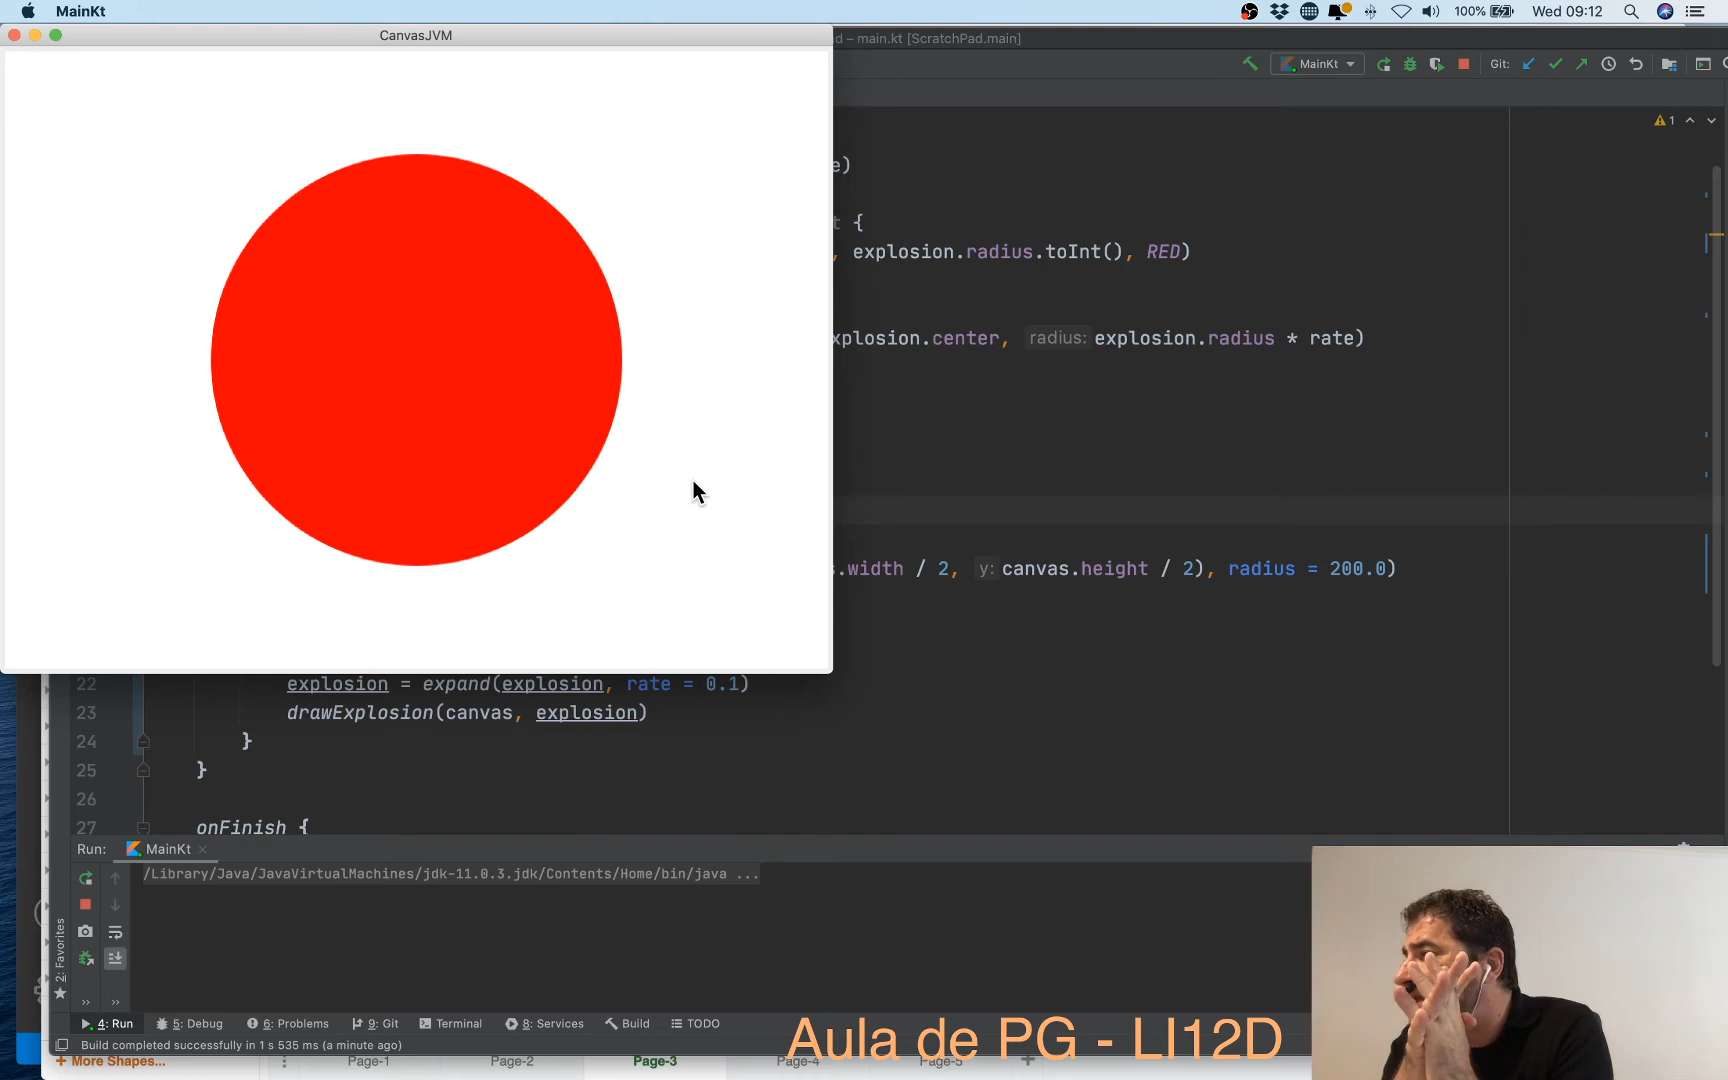 MainKt
100%
Wed 09:12
CanvasJVM
d – main.kt [ScratchPad.main]
MainKt
Git:
1
e)
t {
, explosion.radius.toInt(), RED)
xplosion.center, radius: explosion.radius * rate)
s.width / 2, y: canvas.height / 2), radius = 200.0)
22 explosion = expand(explosion, rate = 0.1)
23 drawExplosion(canvas, explosion)
24 }
25 }
26
27 onFinish {
Run: MainKt
/Library/Java/JavaVirtualMachines/jdk-11.0.3.jdk/Contents/Home/bin/java ...
2: Favorites
4: Run 5: Debug 6: Problems 9: Git Terminal 8: Services Build TODO
Build completed successfully in 1 s 535 ms (a minute ago)
Aula de PG - LI12D
+ More Shapes...
Page-1 Page-2 Page-3 Page-4 Page-5 +